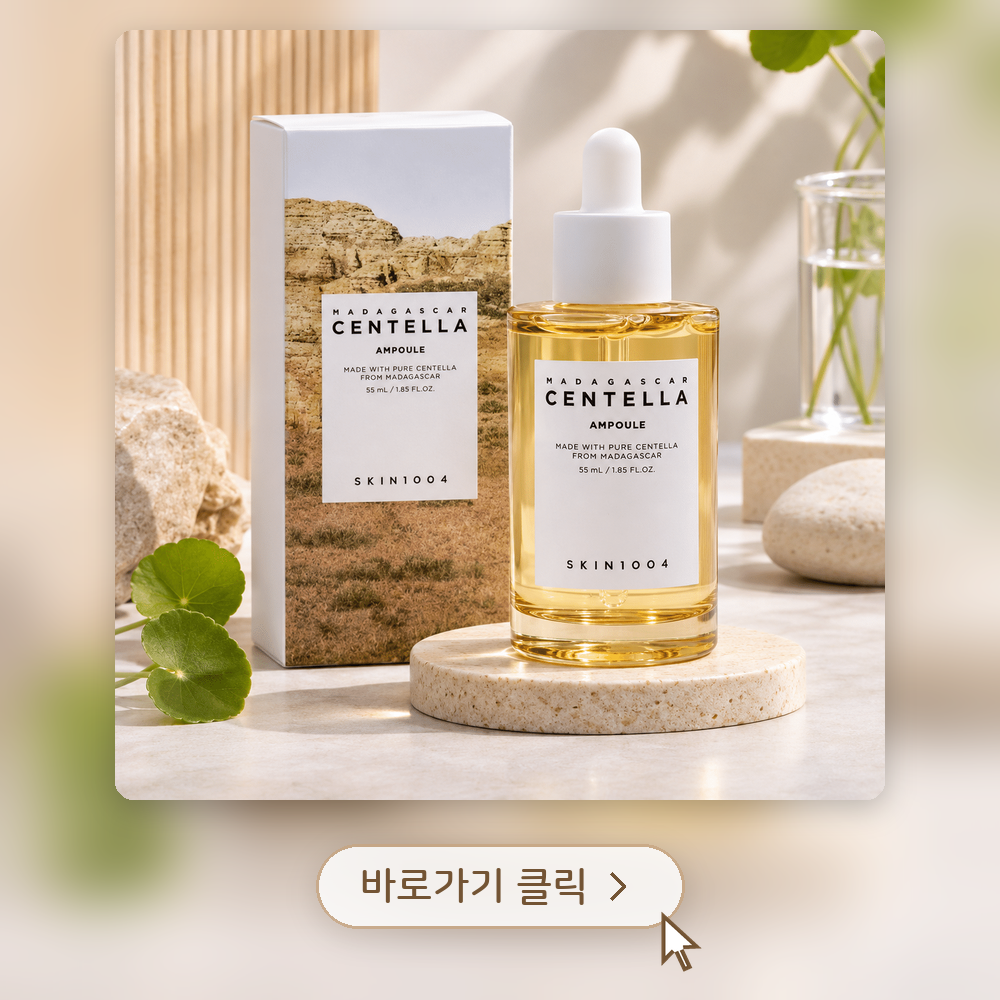 MADAGASCAR
CENTELLA
AMPOULE
MADE WITH PURE CENTELLA
FROM MADAGASCAR
55 mL / 1.85 FL.OZ.
SKIN1004
MADAGASCAR
CENTELLA
AMPOULE
MADE WITH PURE CENTELLA
FROM MADAGASCAR
55 mL / 1.85 FL.OZ.
SKIN1004
바로가기 클릭 >